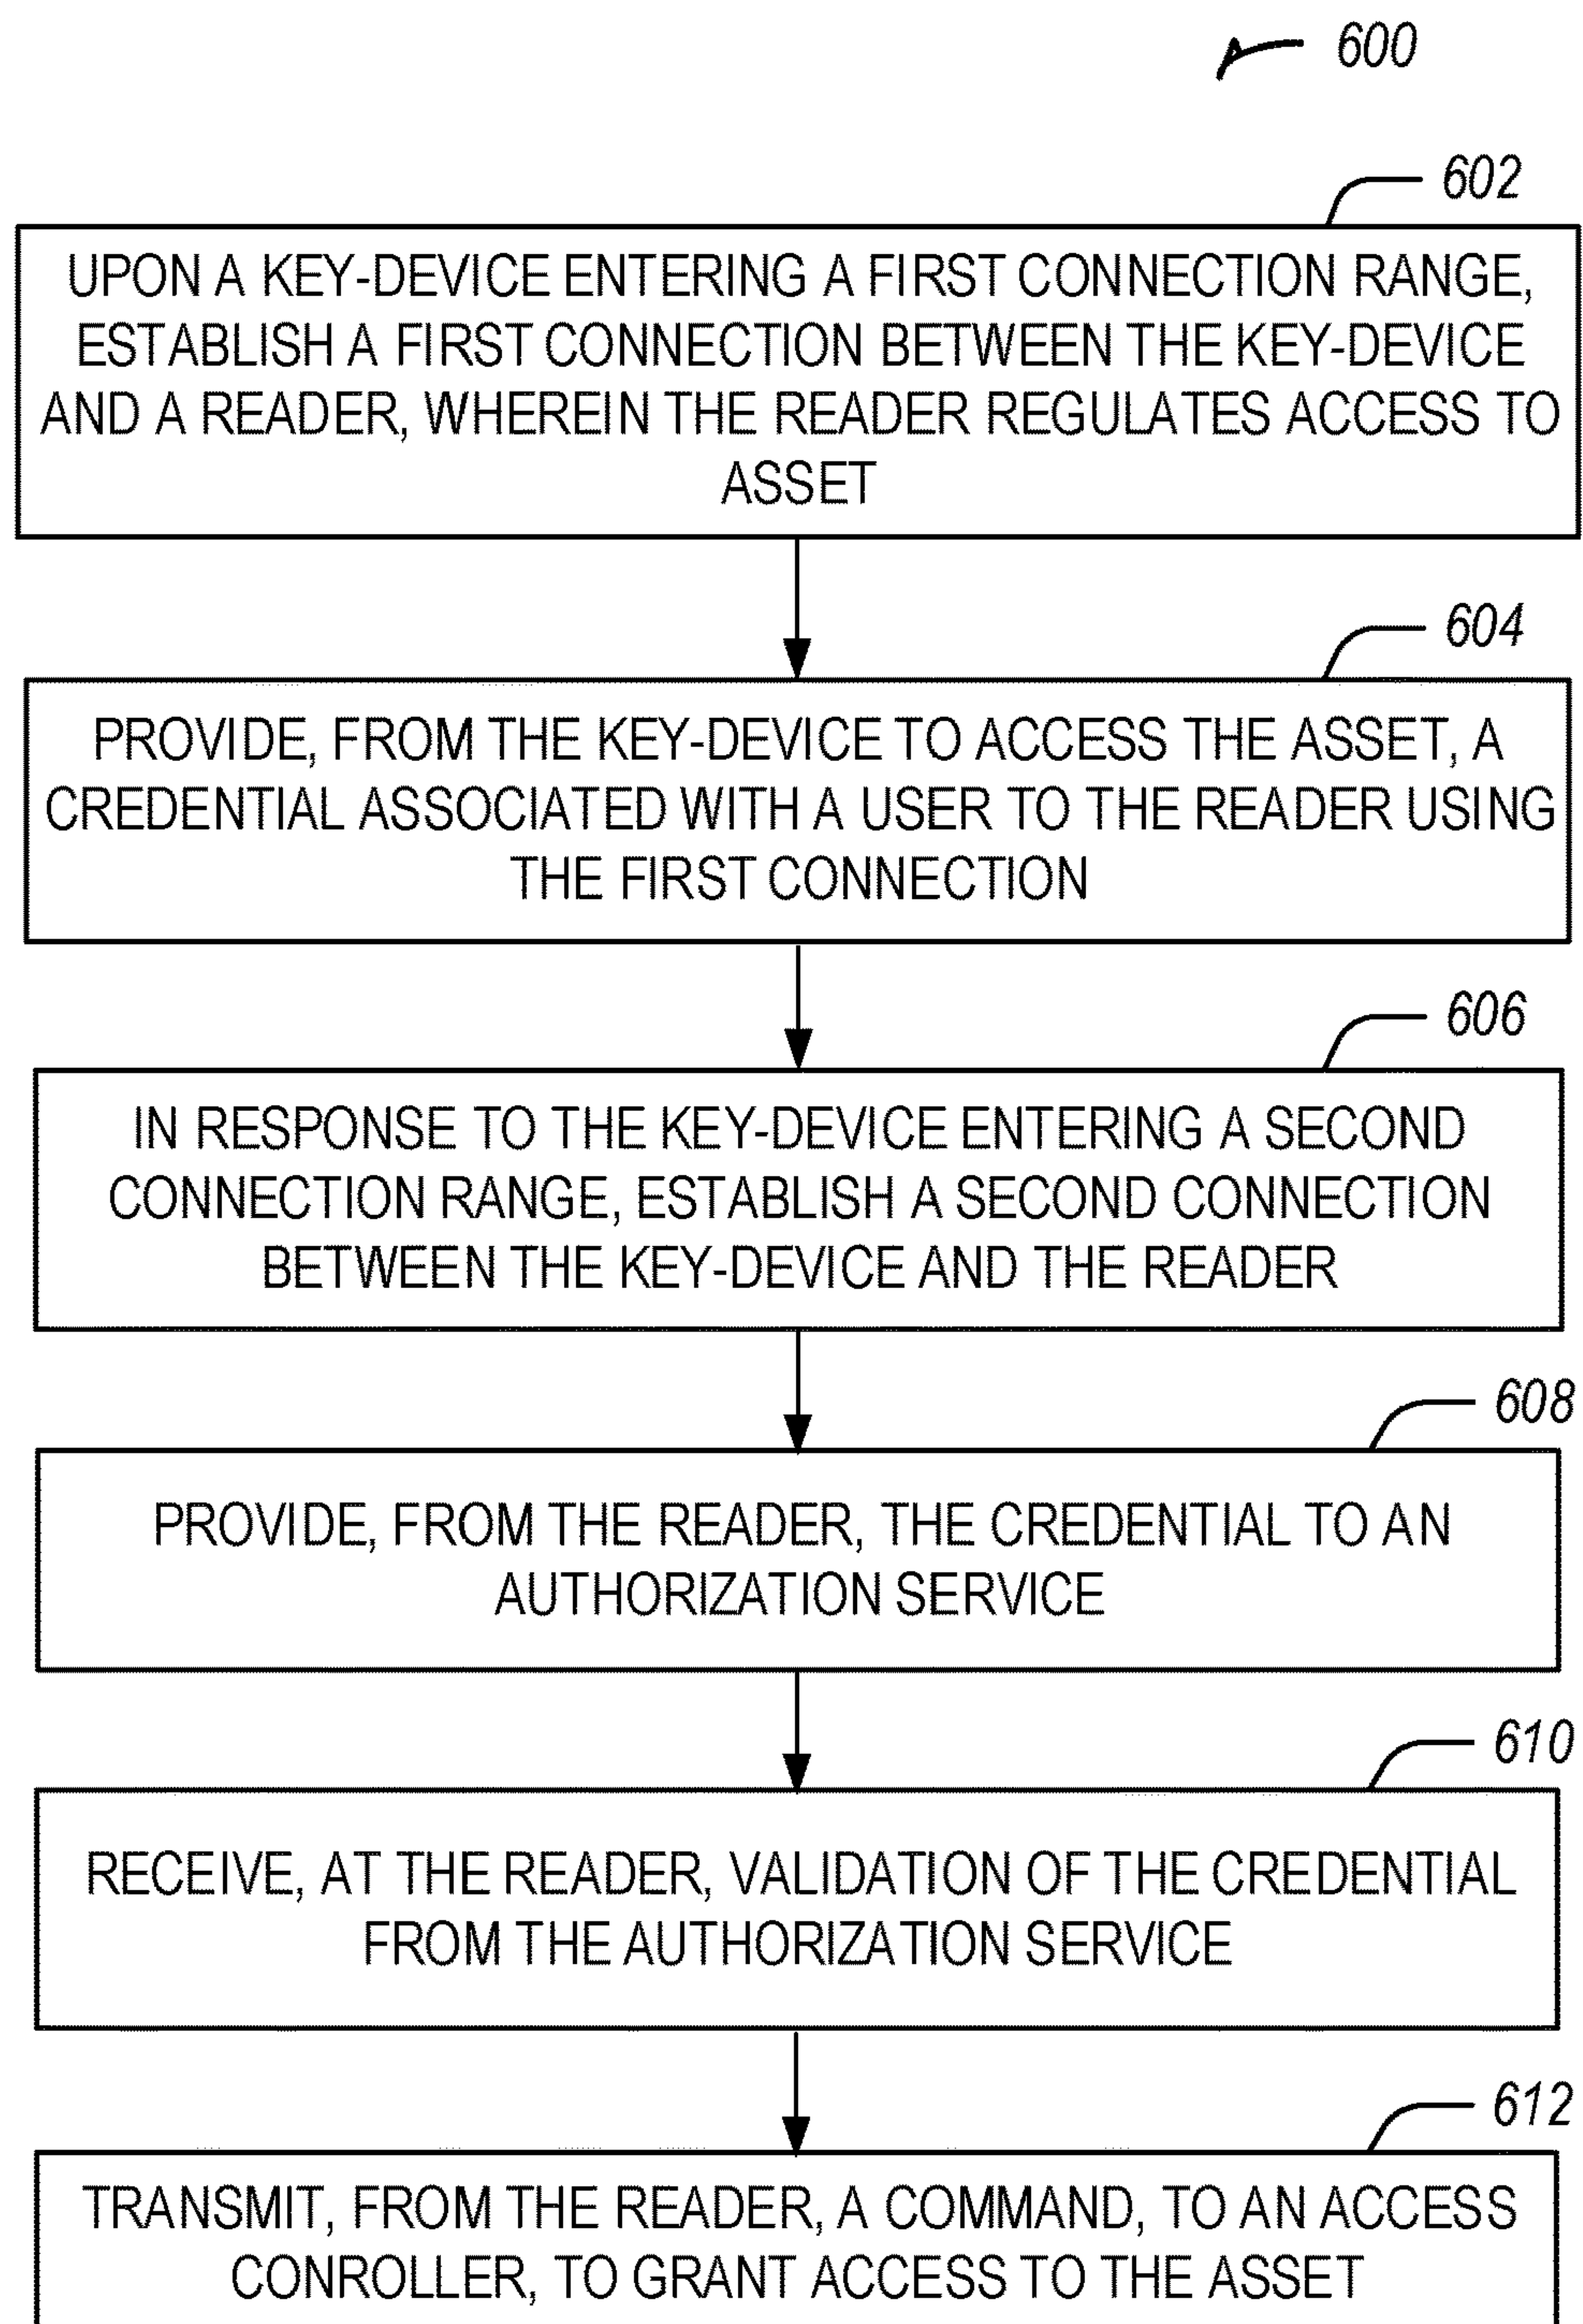 600
602
UPON A KEY-DEVICE ENTERING A FIRST CONNECTION RANGE,
ESTABLISH A FIRST CONNECTION BETWEEN THE KEY-DEVICE
AND A READER, WHEREIN THE READER REGULATES ACCESS TO
ASSET
604
PROVIDE, FROM THE KEY-DEVICE TO ACCESS THE ASSET, A
CREDENTIAL ASSOCIATED WITH A USER TO THE READER USING
THE FIRST CONNECTION
606
IN RESPONSE TO THE KEY-DEVICE ENTERING A SECOND
CONNECTION RANGE, ESTABLISH A SECOND CONNECTION
BETWEEN THE KEY-DEVICE AND THE READER
608
PROVIDE, FROM THE READER, THE CREDENTIAL TO AN
AUTHORIZATION SERVICE
610
RECEIVE, AT THE READER, VALIDATION OF THE CREDENTIAL
FROM THE AUTHORIZATION SERVICE
612
TRANSMIT, FROM THE READER, A COMMAND, TO AN ACCESS
CONROLLER, TO GRANT ACCESS TO THE ASSET